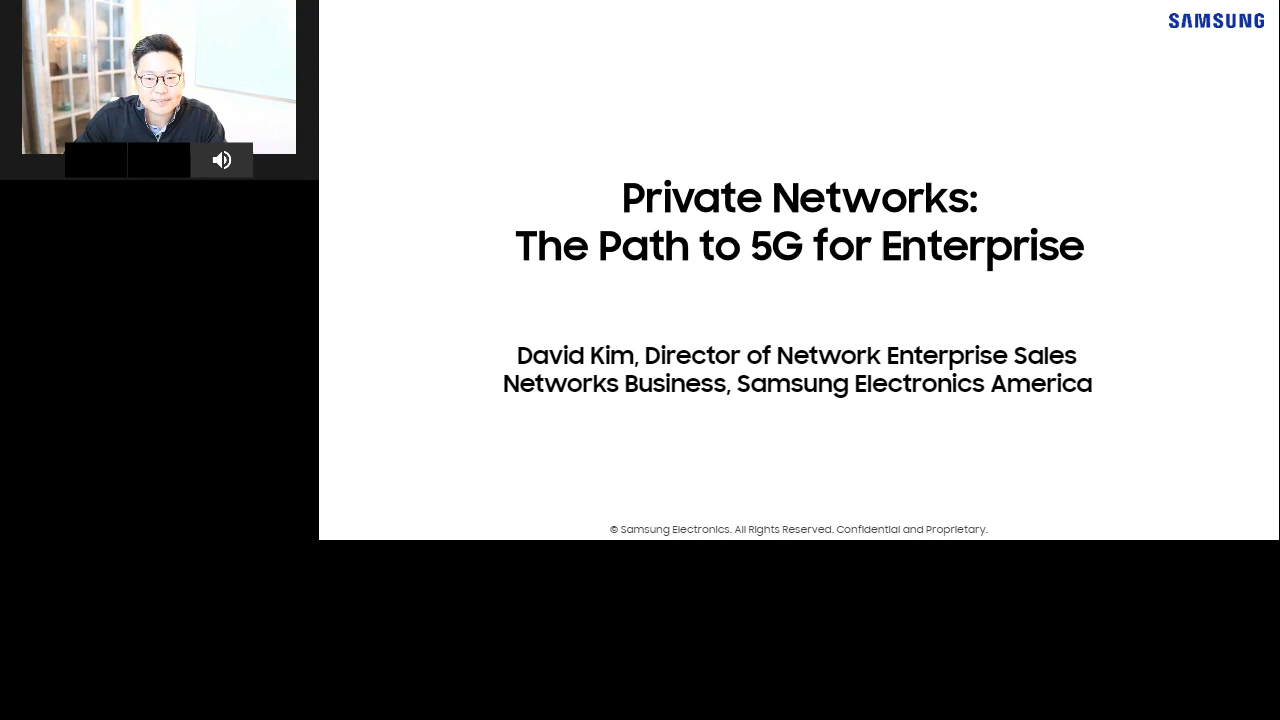 SAMSUNG
Private Networks:
The Path to 5G for Enterprise
David Kim, Director of Network Enterprise Sales
Networks Business, Samsung Electronics America
© Samsung Electronics. All Rights Reserved. Confidential and Proprietary.